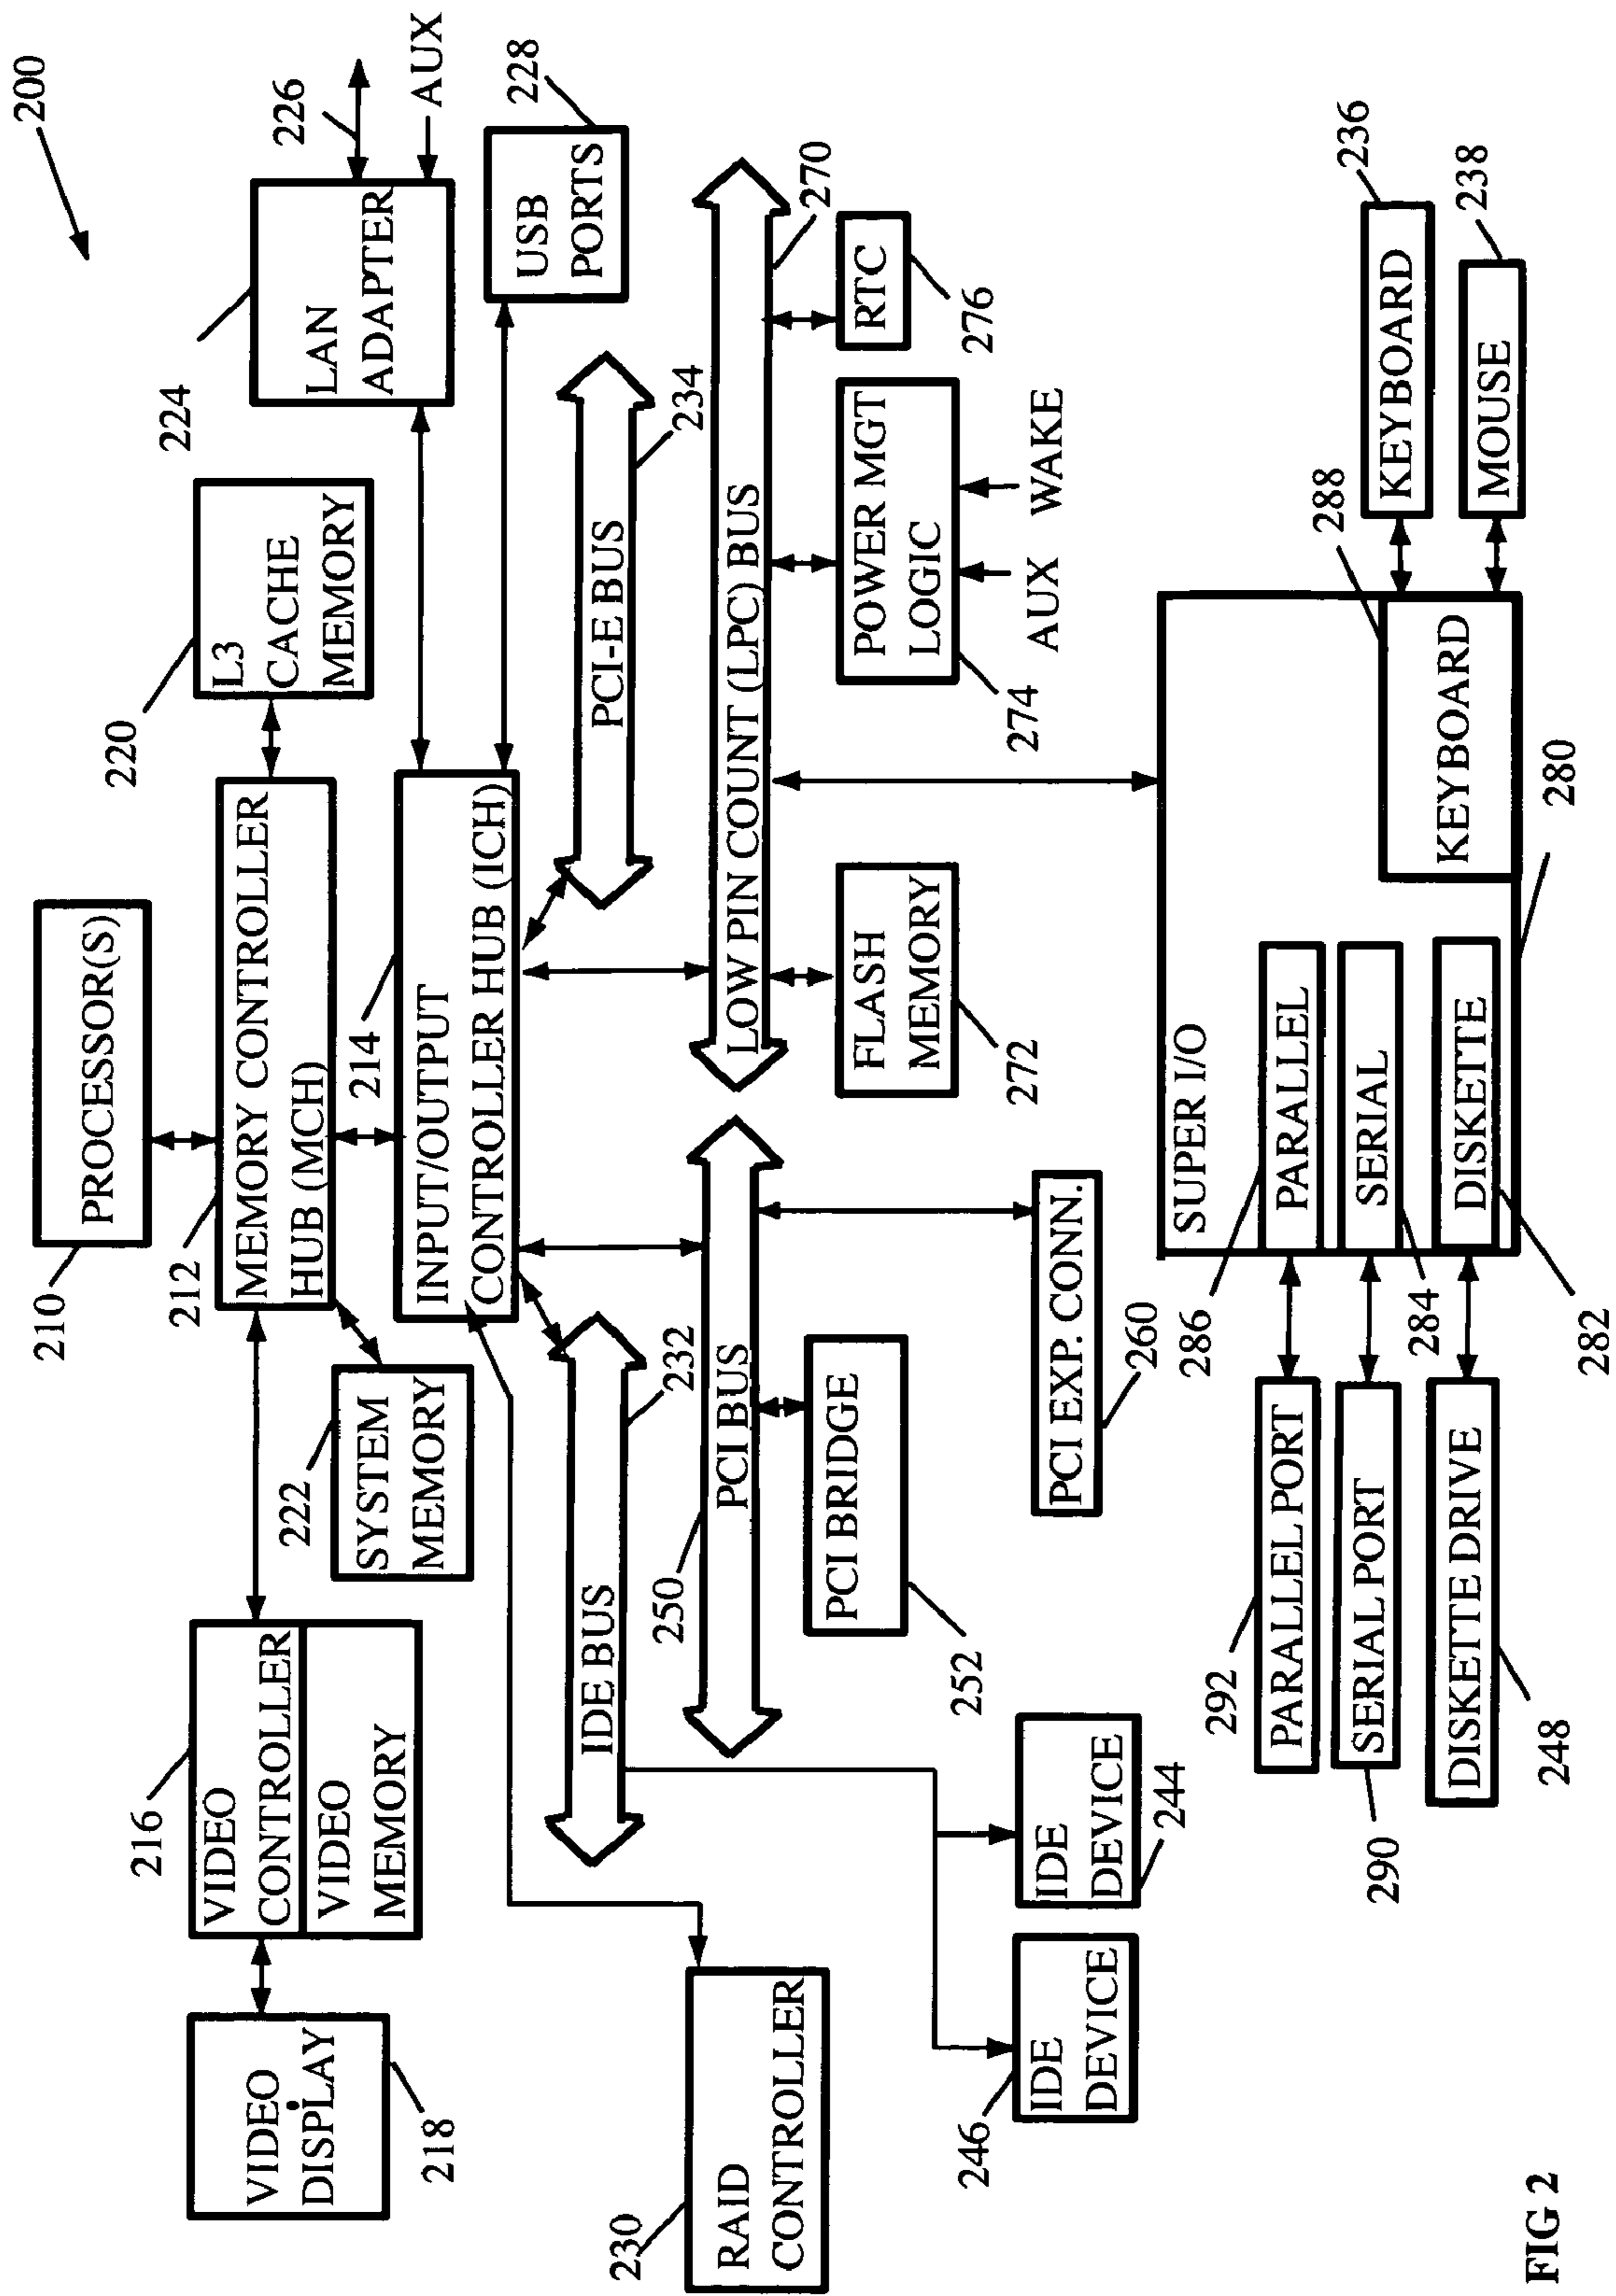 200
PROCESSOR(S)
210
212
MEMORY CONTROLLER
HUB (MCH)
220
L3
CACHE
MEMORY
224
LAN
ADAPTER
226
AUX
216
VIDEO
CONTROLLER
VIDEO
MEMORY
VIDEO
DISPLAY
218
222
SYSTEM
MEMORY
214
INPUT/OUTPUT
CONTROLLER HUB (ICH)
USB
PORTS
228
IDE BUS
232
PCI-E BUS
234
230
RAID
CONTROLLER
250
PCI BUS
LOW PIN COUNT (LPC) BUS
270
PCI BRIDGE
252
FLASH
MEMORY
272
POWER MGT
LOGIC
274
AUX
WAKE
RTC
276
246
IDE
DEVICE
IDE
DEVICE
244
PCI EXP. CONN.
260
SUPER I/O
286
PARALLEL
SERIAL
284
DISKETTE
282
288
KEYBOARD
280
KEYBOARD
236
MOUSE
238
292
PARALLEL PORT
SERIAL PORT
290
DISKETTE DRIVE
248
FIG 2